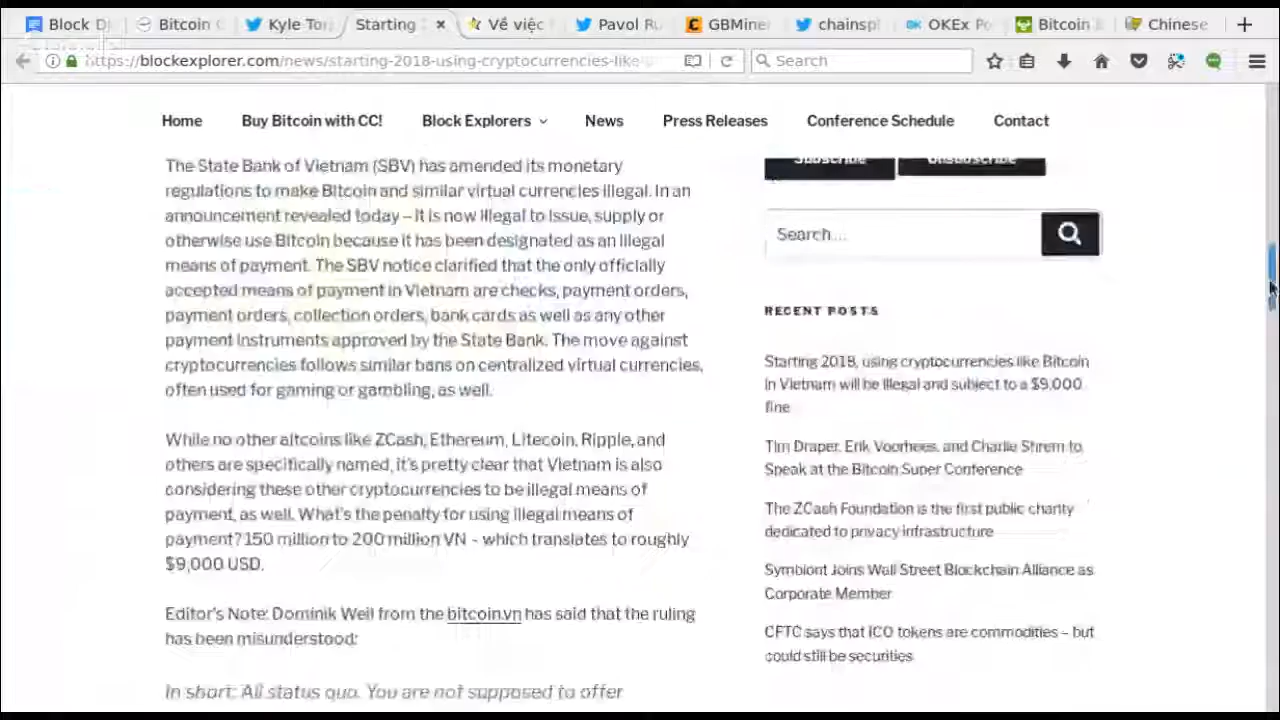 Block D
Bitcoin
Kyle Tor
Starting
Về việc
Pavol Ru
GBMiner
chainspl
OKEx Po
Bitcoin
Chinese
https://blockexplorer.com/news/starting-2018-using-cryptocurrencies-like-
Search
Home
Buy Bitcoin with CC!
Block Explorers
News
Press Releases
Conference Schedule
Contact
The State Bank of Vietnam (SBV) has amended its monetary
regulations to make Bitcoin and similar virtual currencies illegal. In an
announcement revealed today – it is now illegal to issue, supply or
otherwise use Bitcoin because it has been designated as an illegal
means of payment. The SBV notice clarified that the only officially
accepted means of payment in Vietnam are checks, payment orders,
payment orders, collection orders, bank cards as well as any other
payment instruments approved by the State Bank. The move against
cryptocurrencies follows similar bans on centralized virtual currencies,
often used for gaming or gambling, as well.
While no other altcoins like ZCash, Ethereum, Litecoin, Ripple, and
others are specifically named, it's pretty clear that Vietnam is also
considering these other cryptocurrencies to be illegal means of
payment, as well. What's the penalty for using illegal means of
payment? 150 million to 200 million VN – which translates to roughly
$9,000 USD.
Editor's Note: Dominik Weil from the bitcoin.vn has said that the ruling
has been misunderstood:
In short: All status quo. You are not supposed to offer
Subscribe
Unsubscribe
Search …
RECENT POSTS
Starting 2018, using cryptocurrencies like Bitcoin
in Vietnam will be illegal and subject to a $9,000
fine
Tim Draper, Erik Voorhees, and Charlie Shrem to
Speak at the Bitcoin Super Conference
The ZCash Foundation is the first public charity
dedicated to privacy infrastructure
Symbiont Joins Wall Street Blockchain Alliance as
Corporate Member
CFTC says that ICO tokens are commodities – but
could still be securities